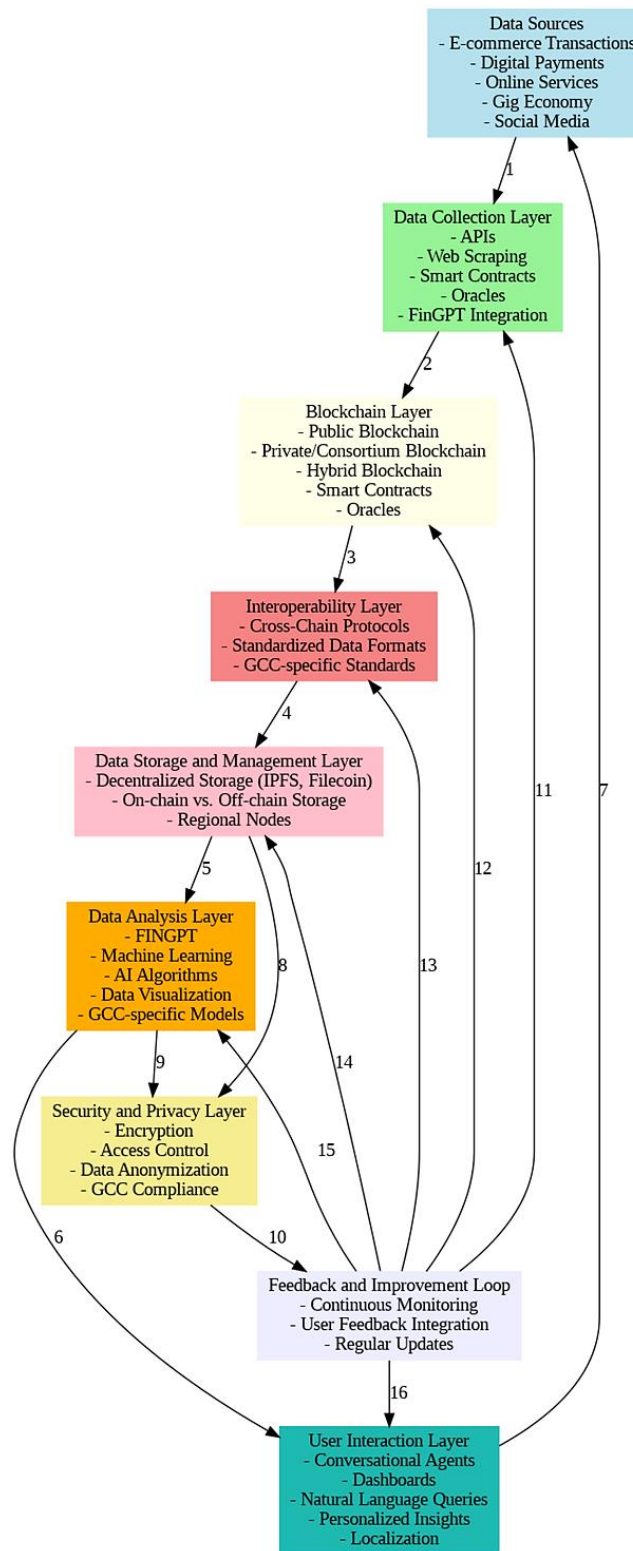 Data Sources
- E-commerce Transactions
- Digital Payments
- Online Services
- Gig Economy
- Social Media
1
Data Collection Layer
- APIs
- Web Scraping
- Smart Contracts
- Oracles
- FinGPT Integration
2
Blockchain Layer
- Public Blockchain
- Private/Consortium Blockchain
- Hybrid Blockchain
- Smart Contracts
- Oracles
3
Interoperability Layer
- Cross-Chain Protocols
- Standardized Data Formats
- GCC-specific Standards
4
Data Storage and Management Layer
- Decentralized Storage (IPFS, Filecoin)
- On-chain vs. Off-chain Storage
- Regional Nodes
11
7
5
12
Data Analysis Layer
- FINGPT
- Machine Learning
- AI Algorithms
- Data Visualization
- GCC-specific Models
8
13
9
14
Security and Privacy Layer
- Encryption
- Access Control
- Data Anonymization
- GCC Compliance
15
6
10
Feedback and Improvement Loop
- Continuous Monitoring
- User Feedback Integration
- Regular Updates
16
User Interaction Layer
- Conversational Agents
- Dashboards
- Natural Language Queries
- Personalized Insights
- Localization